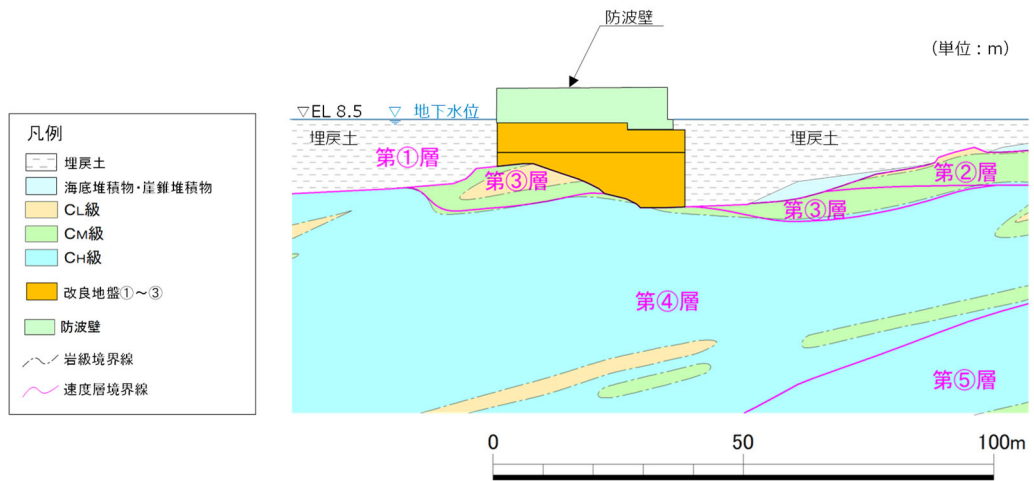 防波壁
(単位：m)
▽EL 8.5
▽ 地下水位
埋戻土
埋戻土
第①層
第③層
第②層
第③層
第④層
第⑤層
凡例
埋戻土
海底堆積物・崖錐堆積物
CL級
CM級
CH級
改良地盤①～③
防波壁
岩級境界線
速度層境界線
0
50
100m